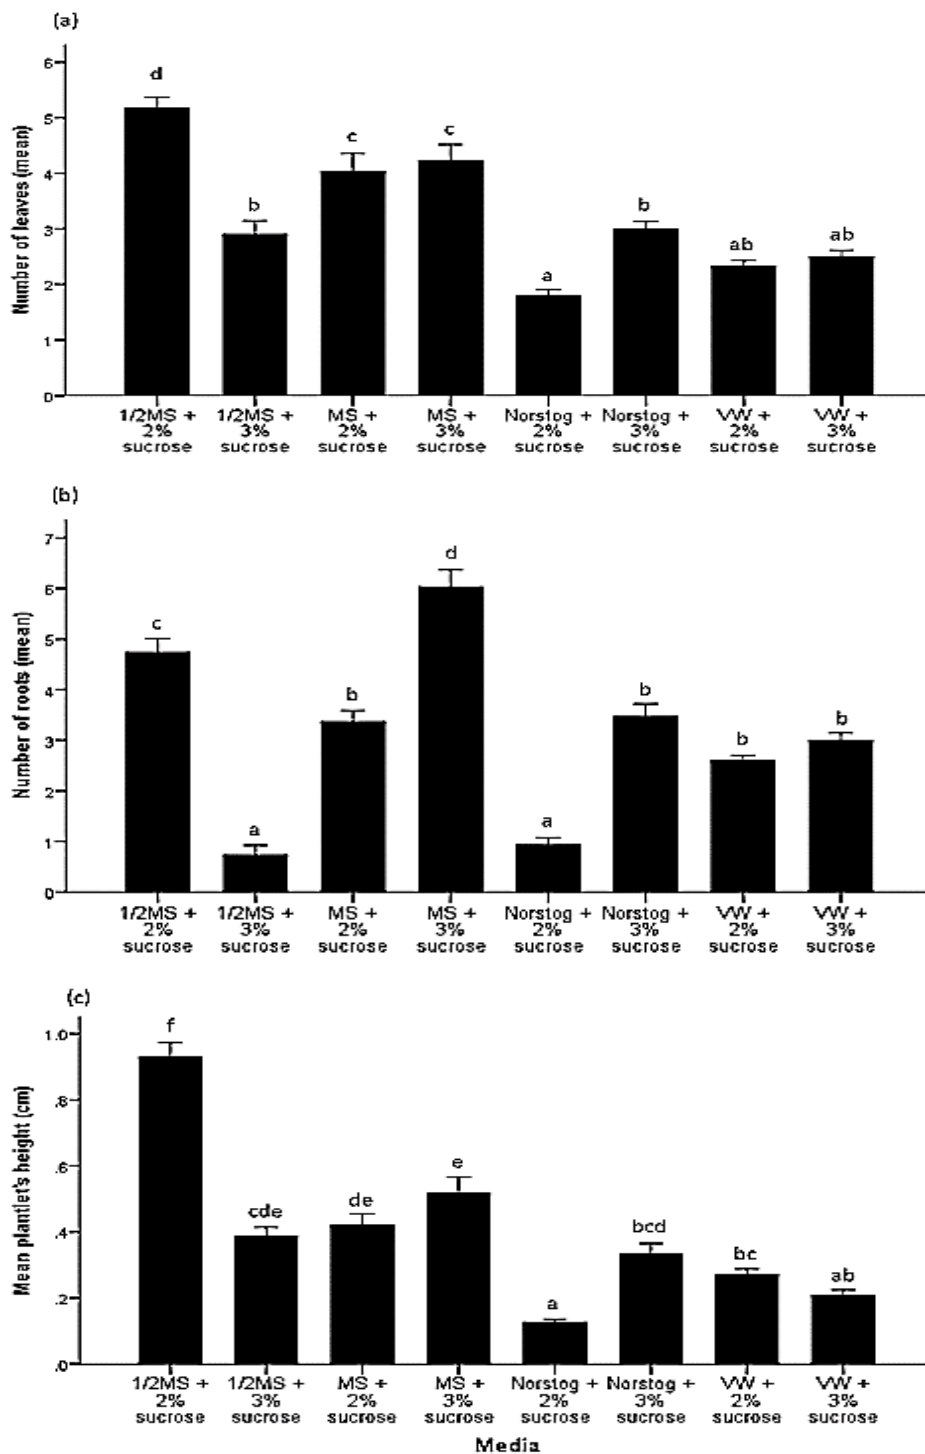 (a)
Number of leaves (mean)
6
5
4
3
2
1
0
d
b
c
c
a
b
ab
ab
1/2MS + 1/2MS + MS + MS + Norstog + Norstog + VW + VW +
2% 3% 2% 3% 2% 3% 2% 3%
sucrose sucrose sucrose sucrose sucrose sucrose sucrose sucrose
(b)
Number of roots (mean)
7
6
5
4
3
2
1
0
c
a
b
d
a
b
b
b
1/2MS + 1/2MS + MS + MS + Norstog + Norstog + VW + VW +
2% 3% 2% 3% 2% 3% 2% 3%
sucrose sucrose sucrose sucrose sucrose sucrose sucrose sucrose
(c)
Mean plantlet's height (cm)
1.0
.8
.6
.4
.2
.0
f
cde
de
e
a
bcd
bc
ab
1/2MS + 1/2MS + MS + MS + Norstog + Norstog + VW + VW +
2% 3% 2% 3% 2% 3% 2% 3%
sucrose sucrose sucrose sucrose sucrose sucrose sucrose sucrose
Media